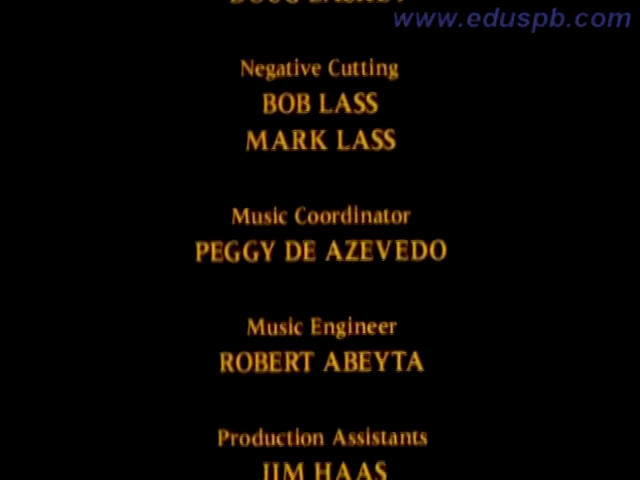 www.eduspb.com
Negative Cutting
BOB LASS
MARK LASS
Music Coordinator
PEGGY DE AZEVEDO
Music Engineer
ROBERT ABEYTA
Production Assistants
JIM HAAS